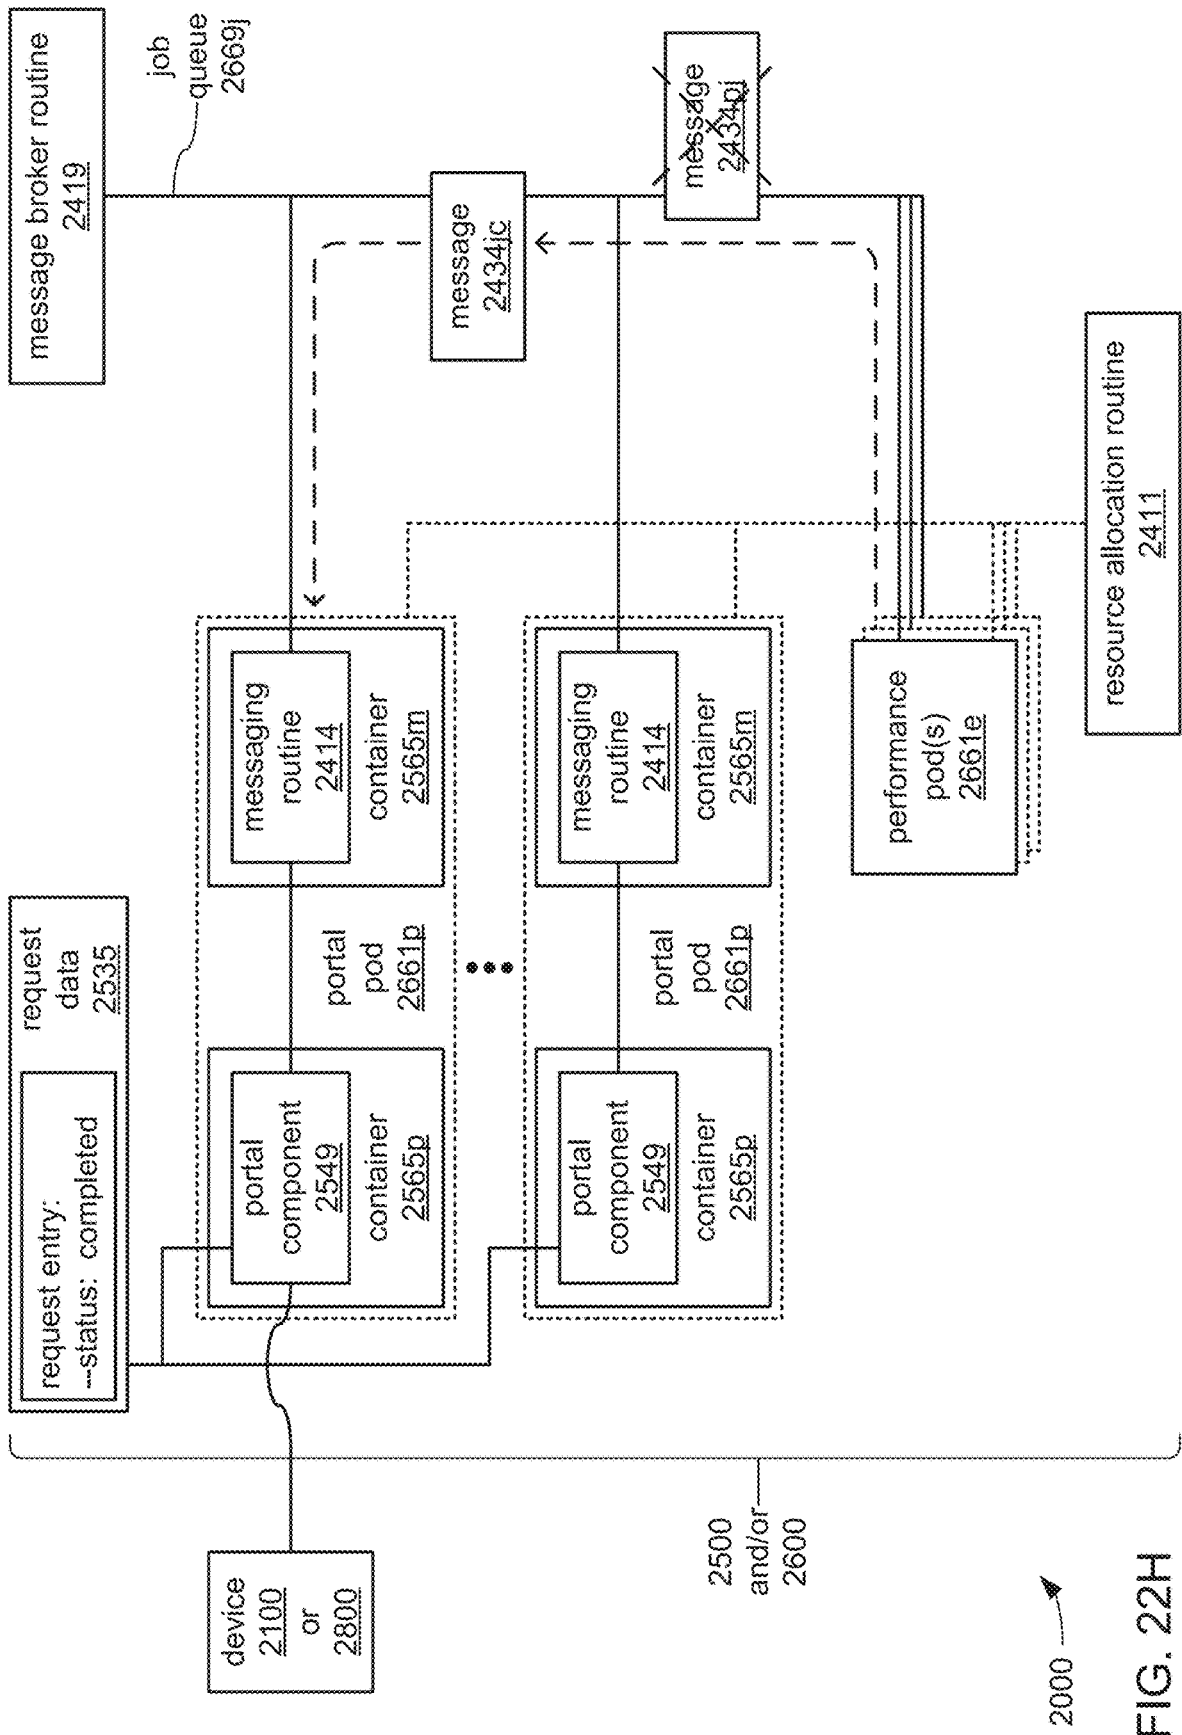 message broker routine
2419
job
queue
2669j
request
data
2535
request entry:
--status: completed
message
2434jc
message
2434pj
device
2100
or
2800
portal
component
2549
container
2565p
portal
pod
2661p
messaging
routine
2414
container
2565m
portal
component
2549
container
2565p
portal
pod
2661p
messaging
routine
2414
container
2565m
performance
pod(s)
2661e
resource allocation routine
2411
2500
and/or
2600
2000
FIG. 22H